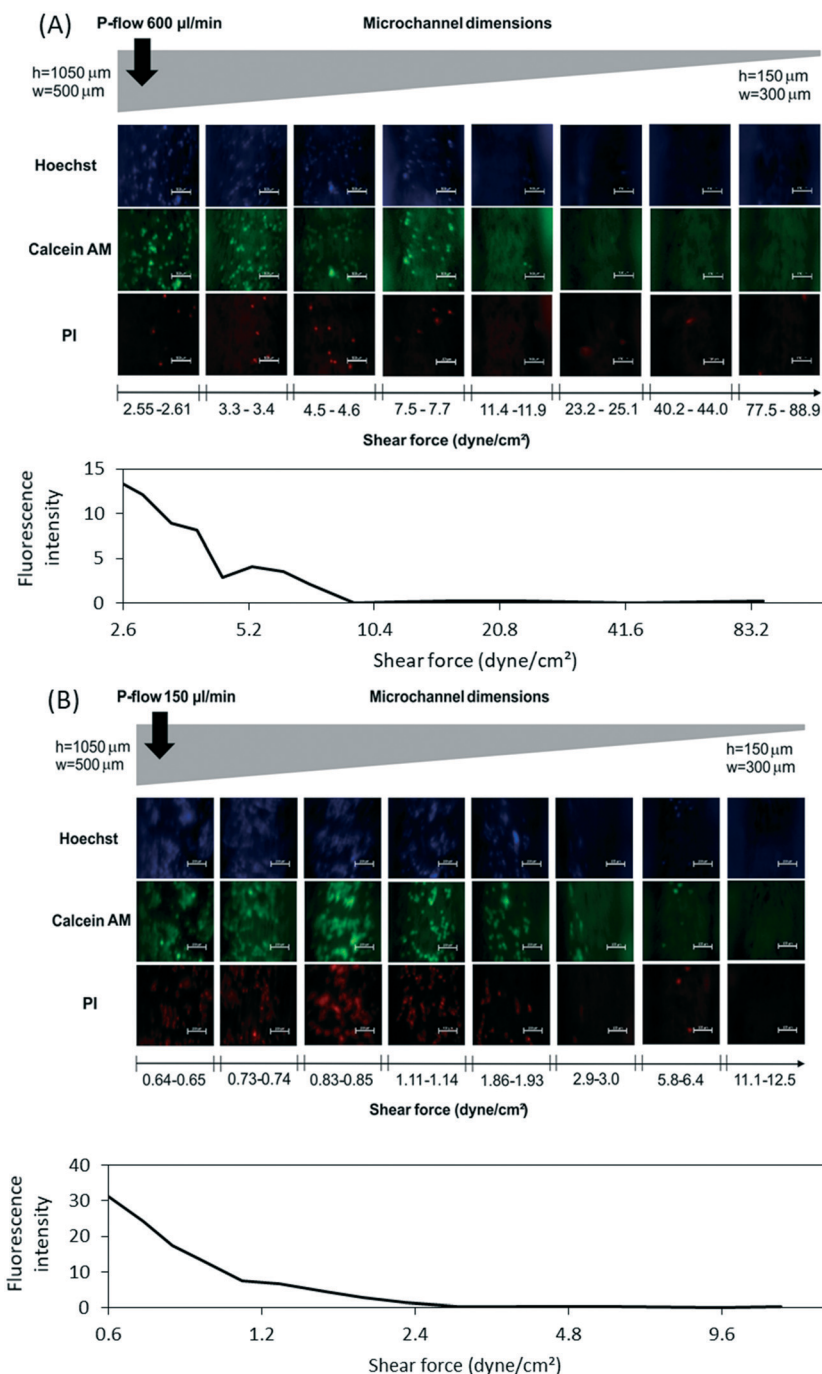 (A)
P-flow 600 µl/min
Microchannel dimensions
h=1050 µm
w=500 µm
h=150 µm
w=300 µm
Hoechst
Calcein AM
PI
2.55 -2.61 3.3 - 3.4 4.5 - 4.6 7.5 - 7.7 11.4 -11.9 23.2 - 25.1 40.2 - 44.0 77.5 - 88.9
Shear force (dyne/cm²)
Fluorescence
intensity
15
10
5
0
2.6 5.2 10.4 20.8 41.6 83.2
Shear force (dyne/cm²)
(B)
P-flow 150 µl/min
Microchannel dimensions
h=1050 µm
w=500 µm
h=150 µm
w=300 µm
Hoechst
Calcein AM
PI
0.64-0.65 0.73-0.74 0.83-0.85 1.11-1.14 1.86-1.93 2.9-3.0 5.8-6.4 11.1-12.5
Shear force (dyne/cm²)
Fluorescence
intensity
40
30
20
10
0
0.6 1.2 2.4 4.8 9.6
Shear force (dyne/cm²)